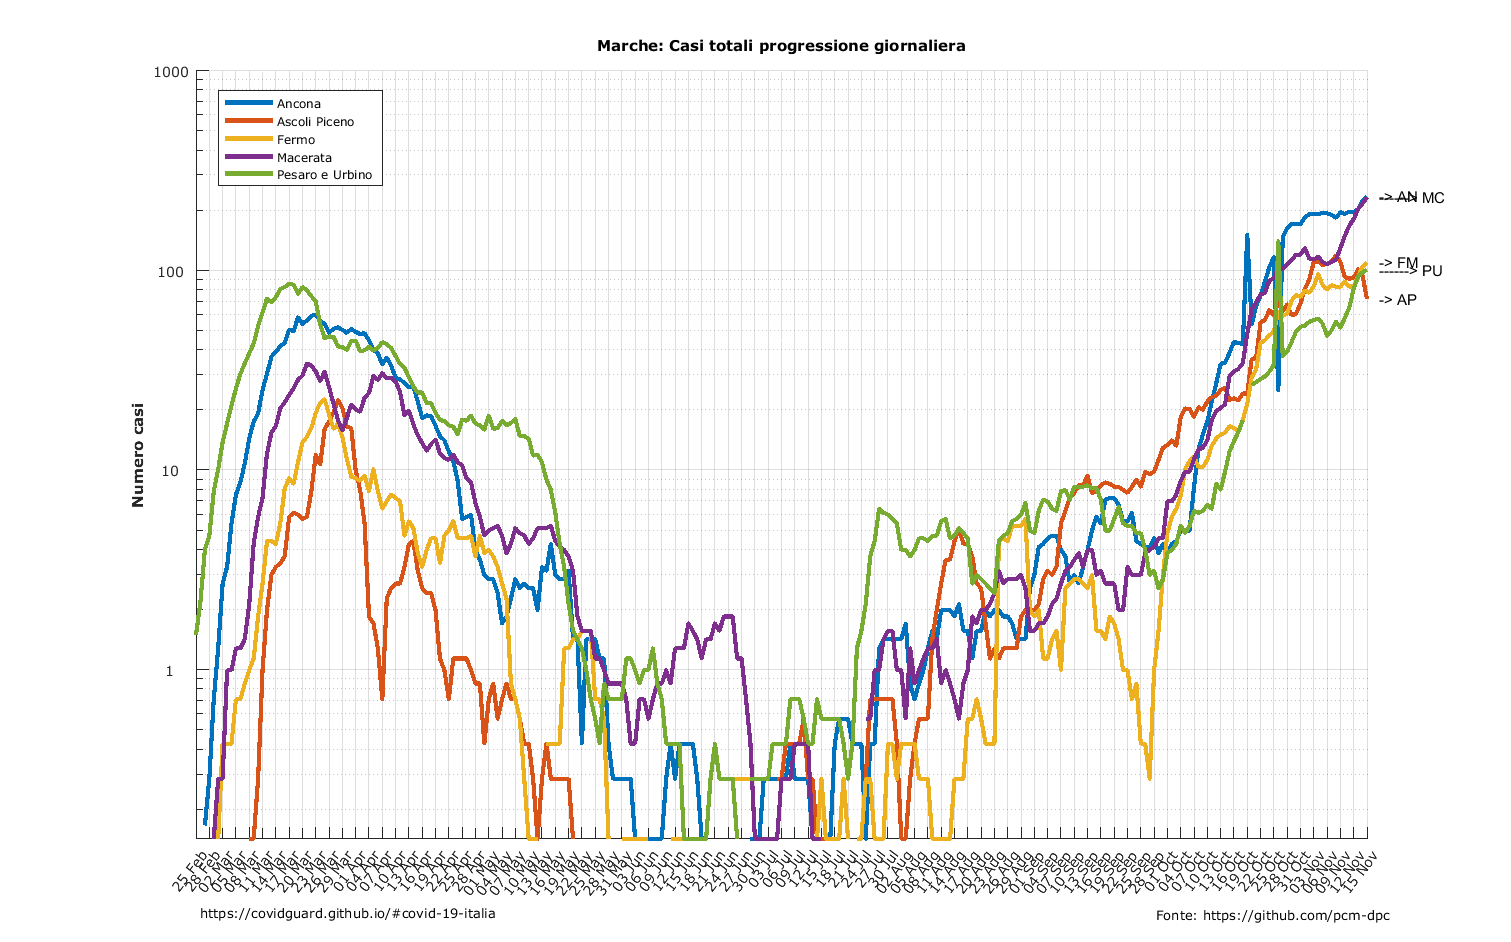 Marche: Casi totali progressione giornaliera
1000
100
10
1
Numero casi
Ancona
Ascoli Piceno
Fermo
Macerata
Pesaro e Urbino
-> AN
------> MC
-> FM
------> PU
-> AP
25 Feb
28 Feb
02 Mar
05 Mar
08 Mar
11 Mar
14 Mar
17 Mar
20 Mar
23 Mar
26 Mar
29 Mar
01 Apr
04 Apr
07 Apr
10 Apr
13 Apr
16 Apr
19 Apr
22 Apr
25 Apr
28 Apr
01 May
04 May
07 May
10 May
13 May
16 May
19 May
22 May
25 May
28 May
31 May
03 Jun
06 Jun
09 Jun
12 Jun
15 Jun
18 Jun
21 Jun
24 Jun
27 Jun
30 Jun
03 Jul
06 Jul
09 Jul
12 Jul
15 Jul
18 Jul
21 Jul
24 Jul
27 Jul
30 Jul
02 Aug
05 Aug
08 Aug
11 Aug
14 Aug
17 Aug
20 Aug
23 Aug
26 Aug
29 Aug
01 Sep
04 Sep
07 Sep
10 Sep
13 Sep
16 Sep
19 Sep
22 Sep
25 Sep
28 Sep
01 Oct
04 Oct
07 Oct
10 Oct
13 Oct
16 Oct
19 Oct
22 Oct
25 Oct
28 Oct
31 Oct
03 Nov
06 Nov
09 Nov
12 Nov
15 Nov
https://covidguard.github.io/#covid-19-italia
Fonte: https://github.com/pcm-dpc